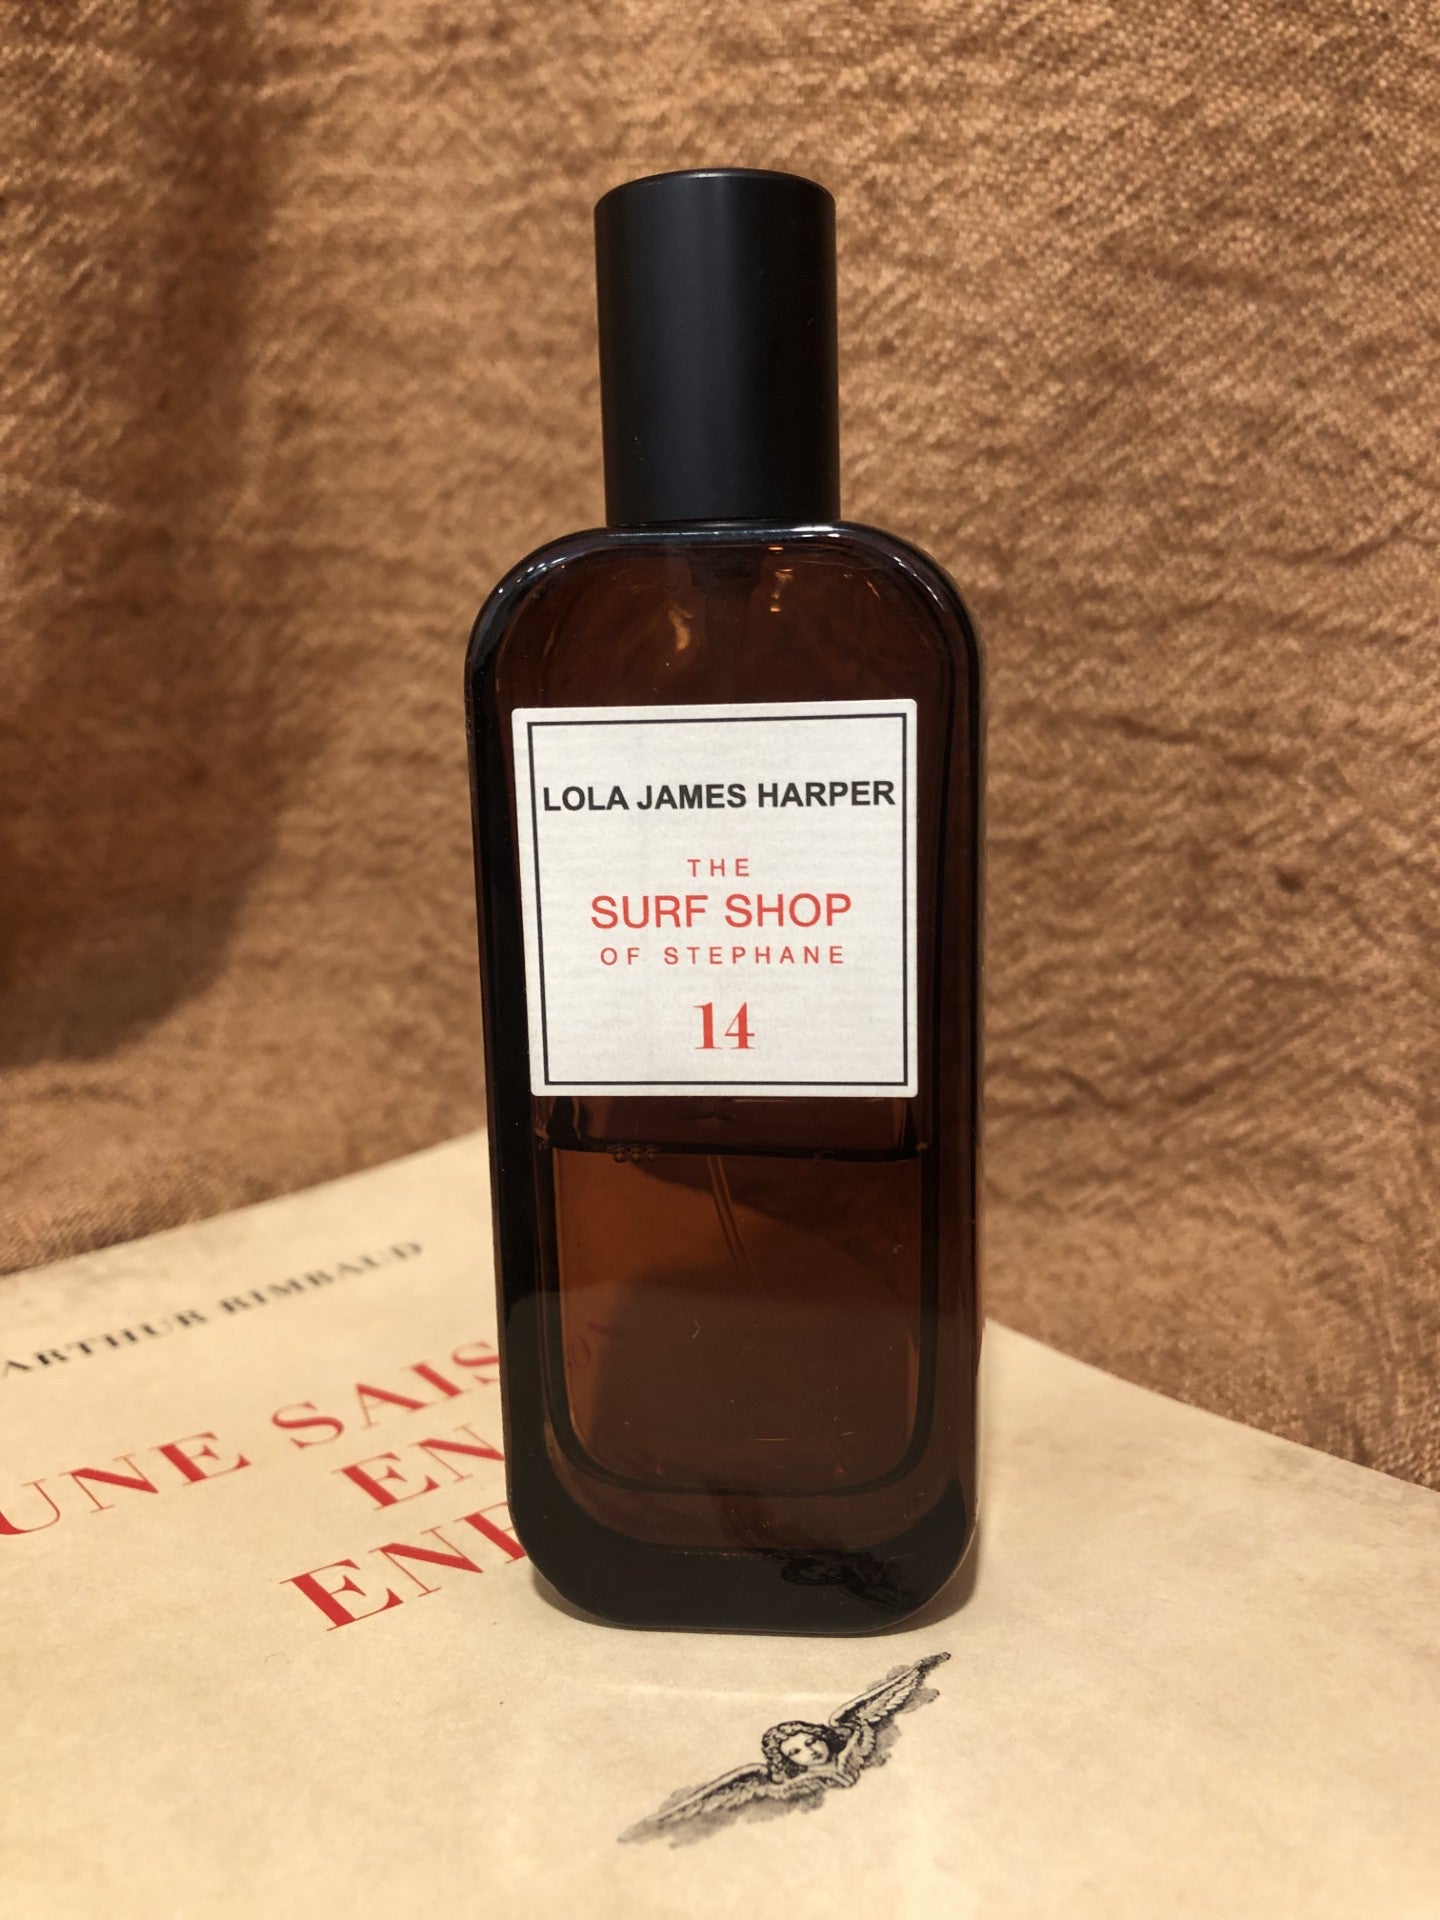 LOLA JAMES HARPER
THE
SURF SHOP
OF STEPHANE
14
ARTHUR RIMBAUD
UNE SAIS
EN
ENF